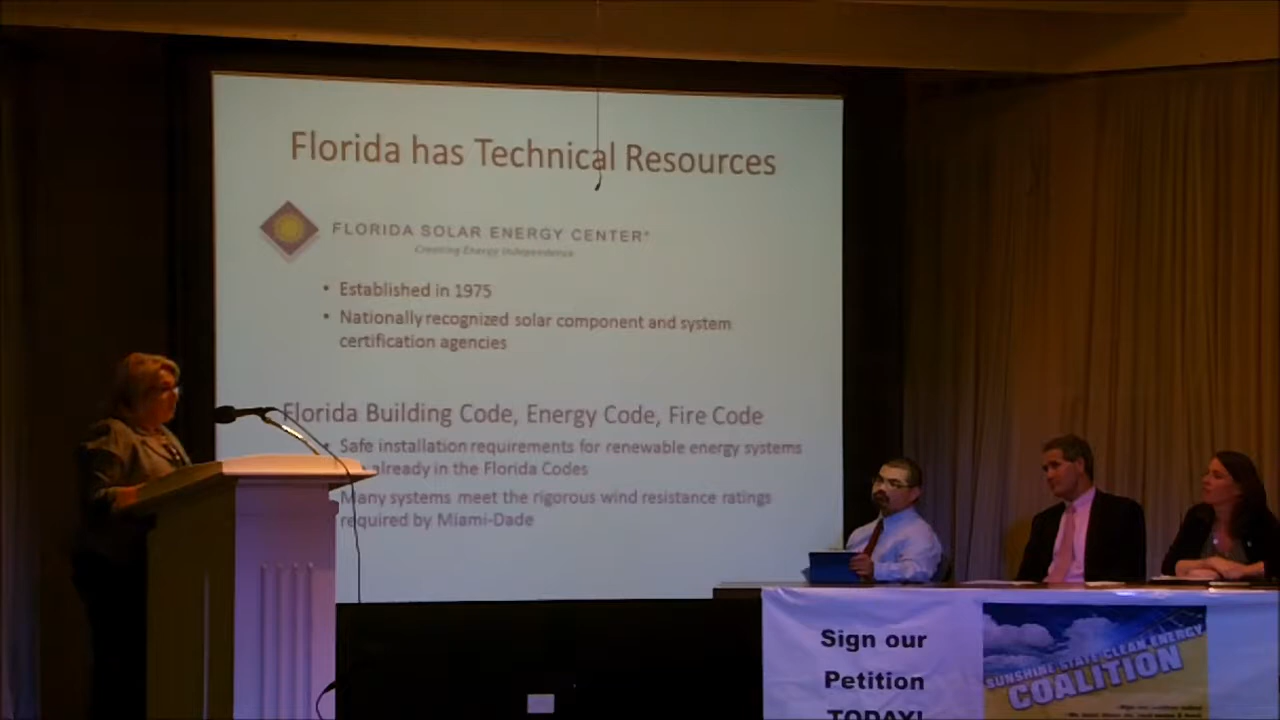 Florida has Technical Resources
FLORIDA SOLAR ENERGY CENTER®
Creating Energy Independence
• Established in 1975
• Nationally recognized solar component and system
certification agencies
Florida Building Code, Energy Code, Fire Code
• Safe installation requirements for renewable energy systems
already in the Florida Codes
Many systems meet the rigorous wind resistance ratings
required by Miami-Dade
Sign our
Petition
TODAY!
SUNSHINE STATE CLEAN ENERGY
COALITION